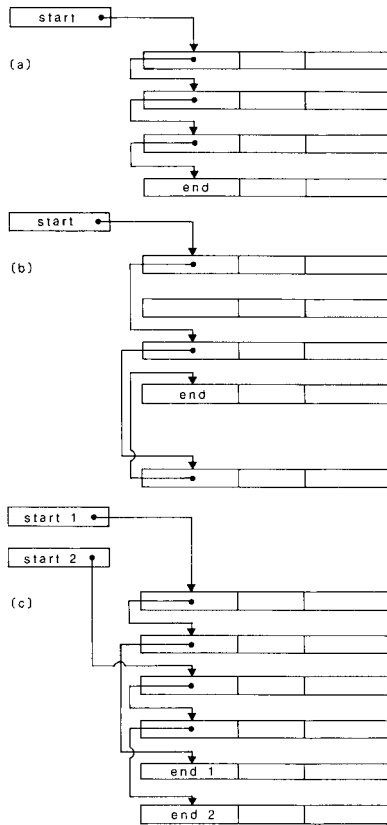 start
(a)
end
start
(b)
end
start 1
start 2
(c)
end 1
end 2